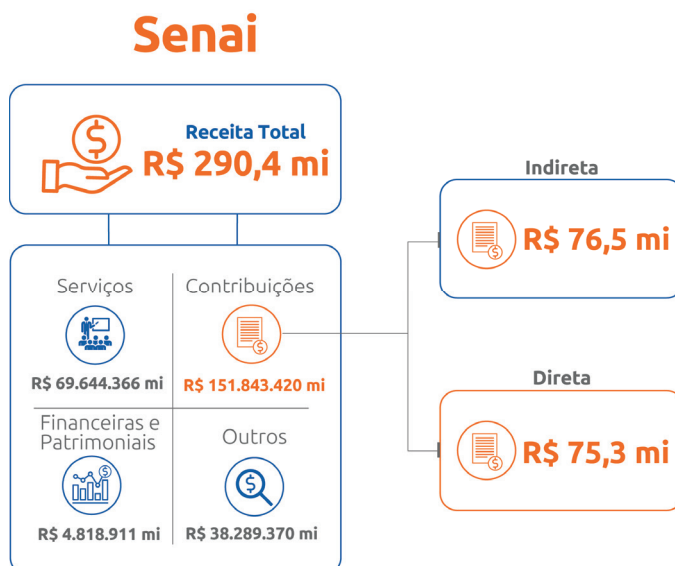 Senai
Receita Total
R$ 290,4 mi
Serviços
R$ 69.644.366 mi
Contribuições
R$ 151.843.420 mi
Financeiras e
Patrimoniais
R$ 4.818.911 mi
Outros
R$ 38.289.370 mi
Indireta
R$ 76,5 mi
Direta
R$ 75,3 mi